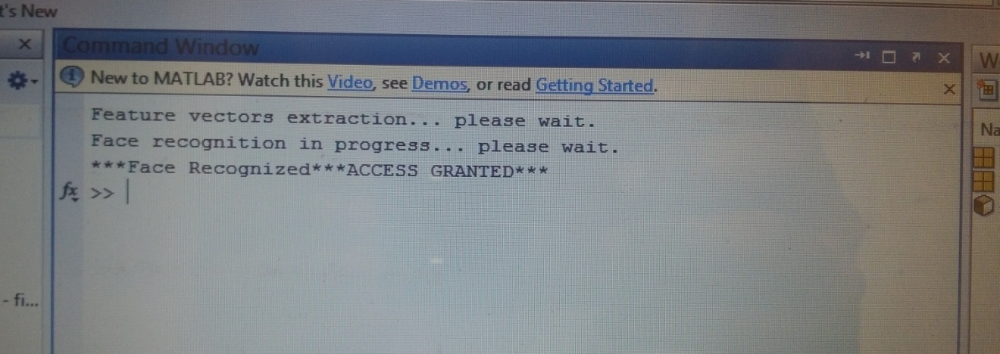 t's New
Command Window
New to MATLAB? Watch this Video, see Demos, or read Getting Started.
Feature vectors extraction... please wait.
Face recognition in progress... please wait.
***Face Recognized***ACCESS GRANTED***
fx >>
- fi...
W
Na